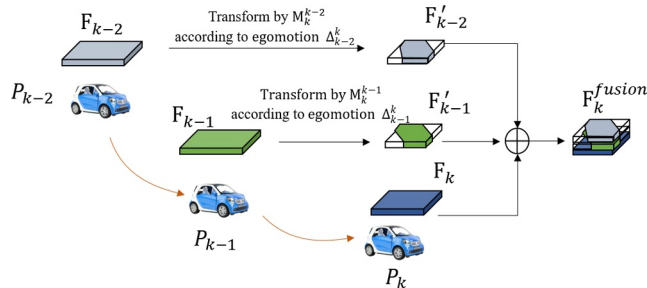 F_{k−2}
Transform by M_k^{k−2}
according to egomotion Δ_{k−2}^k
F′_{k−2}
P_{k−2}
F_{k−1}
Transform by M_k^{k−1}
according to egomotion Δ_{k−1}^k
F′_{k−1}
F_k^{fusion}
F_k
P_{k−1}
P_k